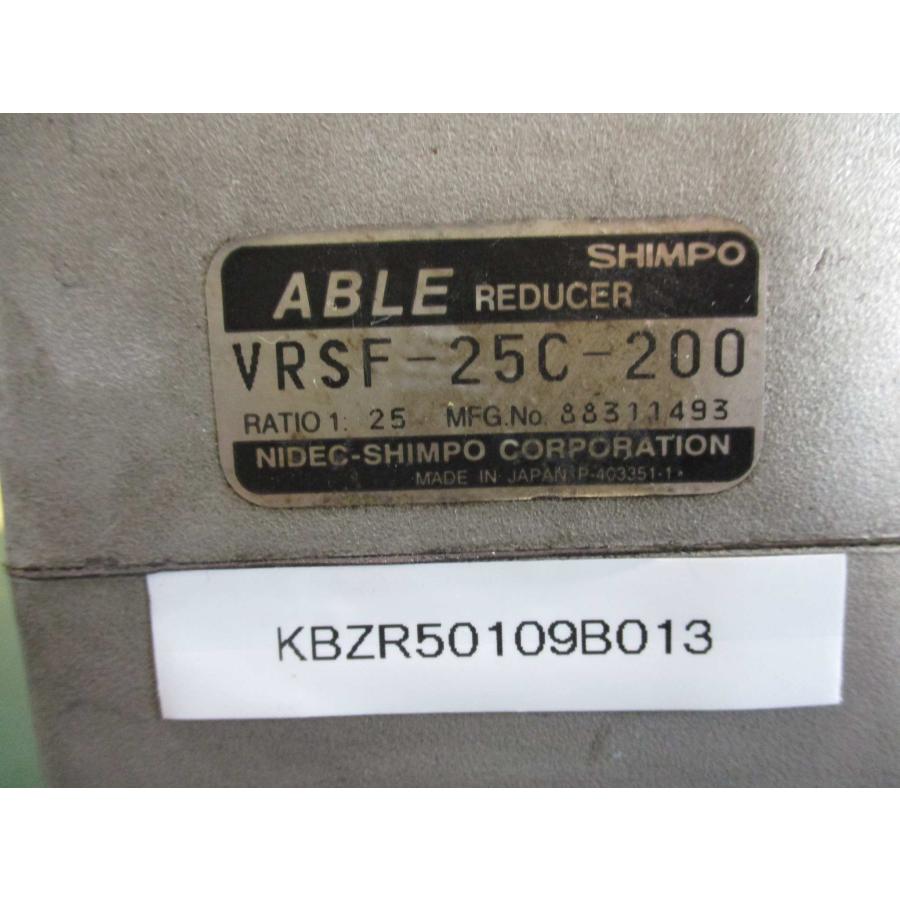 SHIMPO
ABLE REDUCER
VRSF-25C-200
RATIO 1: 25 MFG.No. 88311493
NIDEC-SHIMPO CORPORATION
MADE IN JAPAN P-403351-1
KBZR50109B013